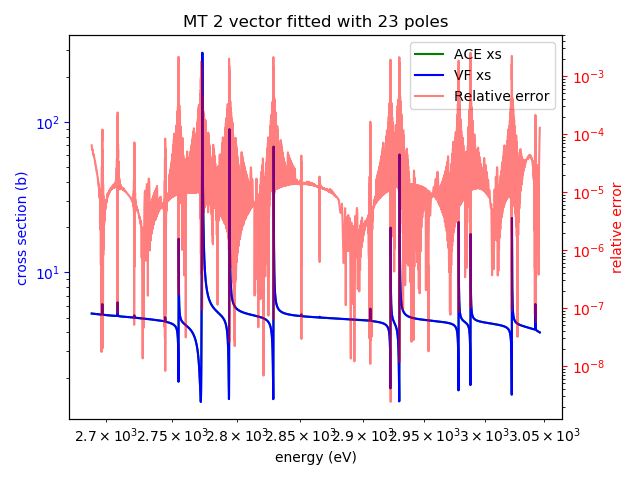 MT 2 vector fitted with 23 poles
ACE xs
VF xs
Relative error
cross section (b)
10²
10¹
relative error
10⁻³
10⁻⁴
10⁻⁵
10⁻⁶
10⁻⁷
10⁻⁸
2.7 × 10³ 2.75 × 10³ 2.8 × 10³ 2.85 × 10³ 2.9 × 10³ 2.95 × 10³ 3 × 10³ 3.05 × 10³
energy (eV)